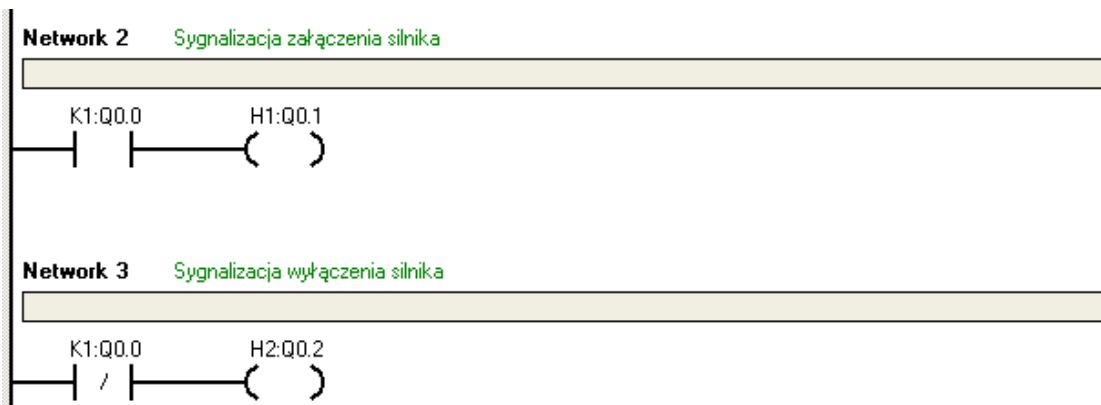 Network 2 Sygnalizacja załączenia silnika
K1:Q0.0 H1:Q0.1
Network 3 Sygnalizacja wyłączenia silnika
K1:Q0.0 H2:Q0.2
/